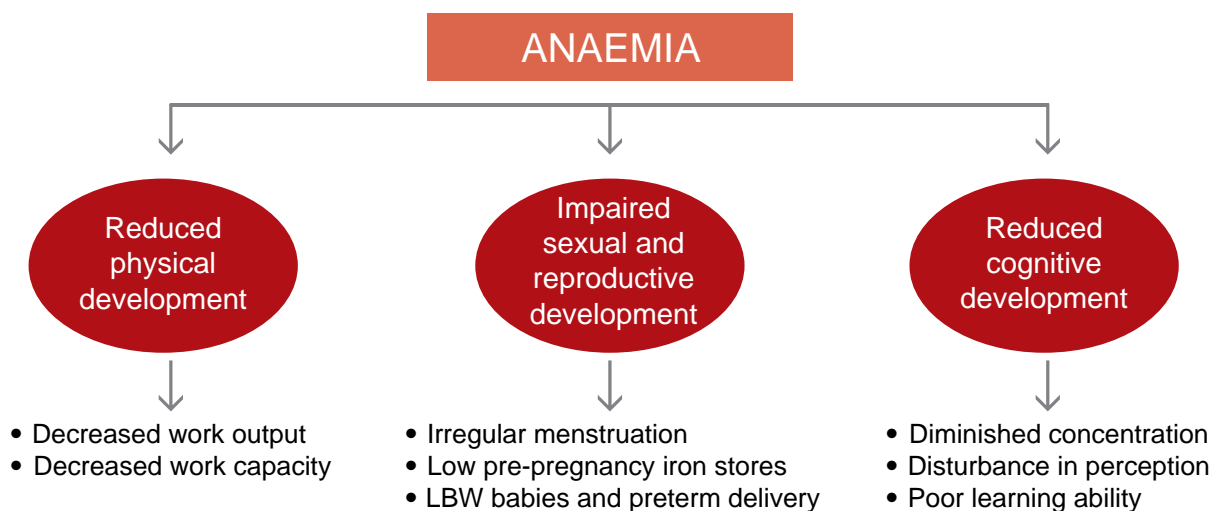 ANAEMIA
Reduced
physical
development
Impaired
sexual and
reproductive
development
Reduced
cognitive
development
• Decreased work output
• Decreased work capacity
• Irregular menstruation
• Low pre-pregnancy iron stores
• LBW babies and preterm delivery
• Diminished concentration
• Disturbance in perception
• Poor learning ability